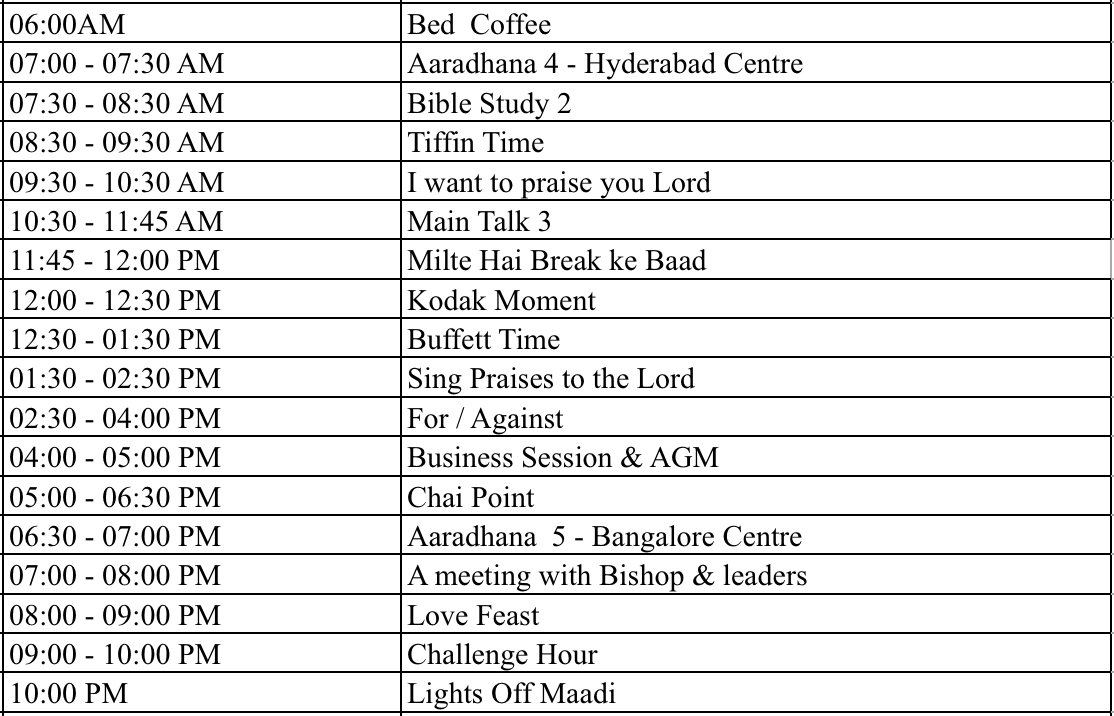 06:00AM Bed  Coffee
07:00 - 07:30 AM Aaradhana 4 - Hyderabad Centre
07:30 - 08:30 AM Bible Study 2
08:30 - 09:30 AM Tiffin Time
09:30 - 10:30 AM I want to praise you Lord
10:30 - 11:45 AM Main Talk 3
11:45 - 12:00 PM Milte Hai Break ke Baad
12:00 - 12:30 PM Kodak Moment
12:30 - 01:30 PM Buffett Time
01:30 - 02:30 PM Sing Praises to the Lord
02:30 - 04:00 PM For / Against
04:00 - 05:00 PM Business Session & AGM
05:00 - 06:30 PM Chai Point
06:30 - 07:00 PM Aaradhana  5 - Bangalore Centre
07:00 - 08:00 PM A meeting with Bishop & leaders
08:00 - 09:00 PM Love Feast
09:00 - 10:00 PM Challenge Hour
10:00 PM Lights Off Maadi